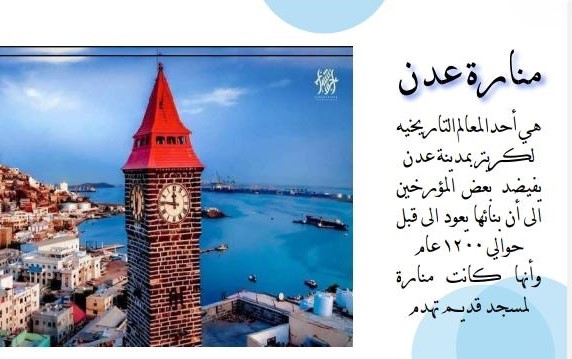 منارة عدن
هي أحد المعالم التاريخيه
لكريتر بمدينة عدن
يفيضد بعض المؤرخين
الى أن بنائها يعود الى قبل
حوالي ١٢٠٠ عام
وأنها كانت منارة
لمسجد قديم تهدم